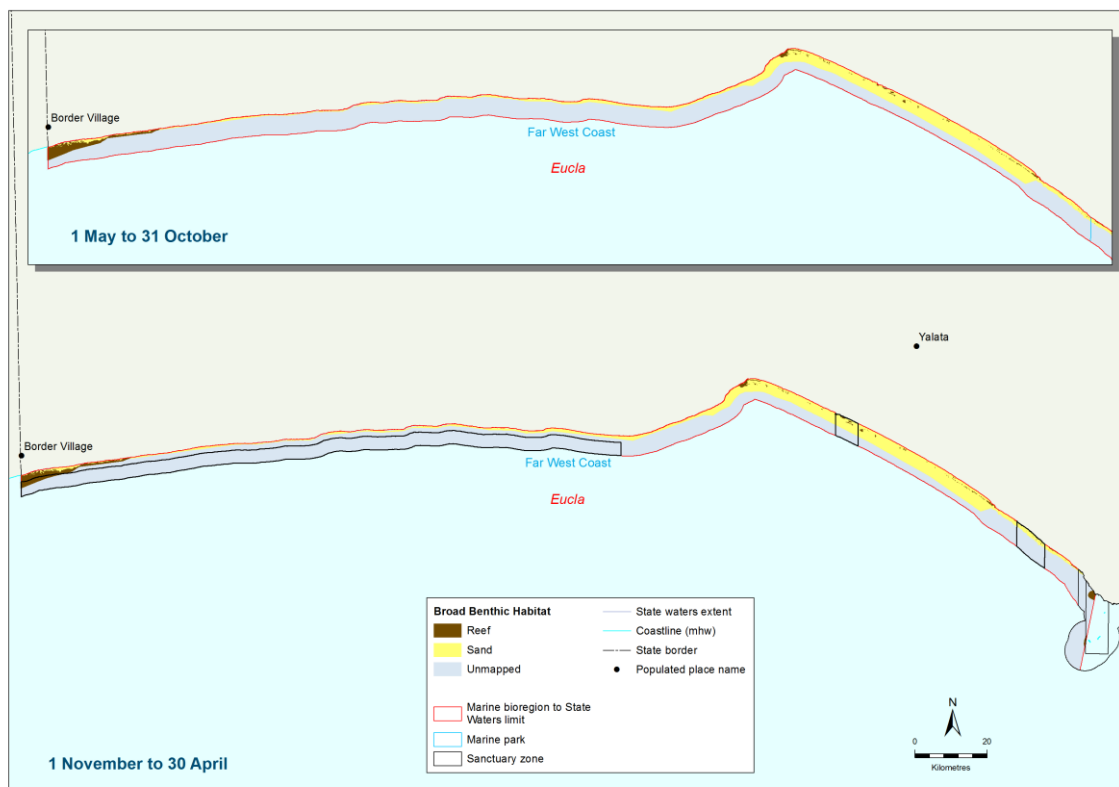 Border Village
Far West Coast
Eucla
1 May to 31 October
Yalata
Border Village
Far West Coast
Eucla
Broad Benthic Habitat
Reef
Sand
Unmapped
Marine bioregion to State
Waters limit
Marine park
Sanctuary zone
State waters extent
Coastline (mhw)
State border
Populated place name
N
0 20
Kilometres
1 November to 30 April